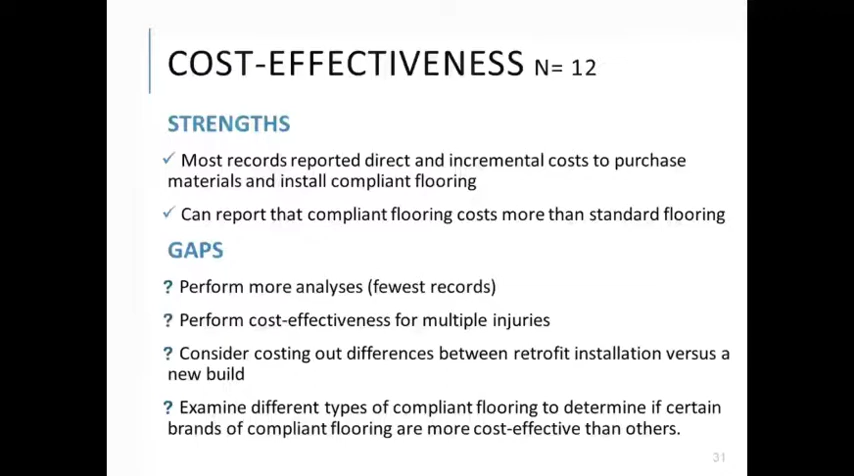 COST-EFFECTIVENESS N= 12
STRENGTHS
✓ Most records reported direct and incremental costs to purchase
materials and install compliant flooring
✓ Can report that compliant flooring costs more than standard flooring
GAPS
? Perform more analyses (fewest records)
? Perform cost-effectiveness for multiple injuries
? Consider costing out differences between retrofit installation versus a
new build
? Examine different types of compliant flooring to determine if certain
brands of compliant flooring are more cost-effective than others.
31